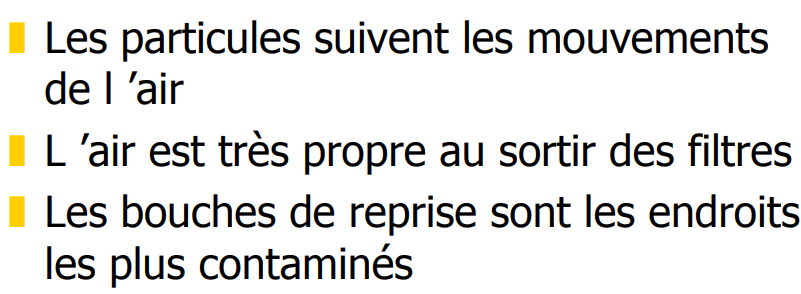 Les particules suivent les mouvements
de l ’air
L ’air est très propre au sortir des filtres
Les bouches de reprise sont les endroits
les plus contaminés